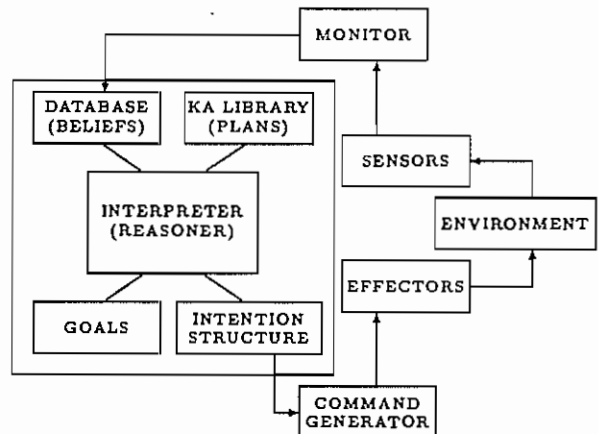 MONITOR
DATABASE
(BELIEFS)
KA LIBRARY
(PLANS)
SENSORS
INTERPRETER
(REASONER)
ENVIRONMENT
EFFECTORS
GOALS
INTENTION
STRUCTURE
COMMAND
GENERATOR